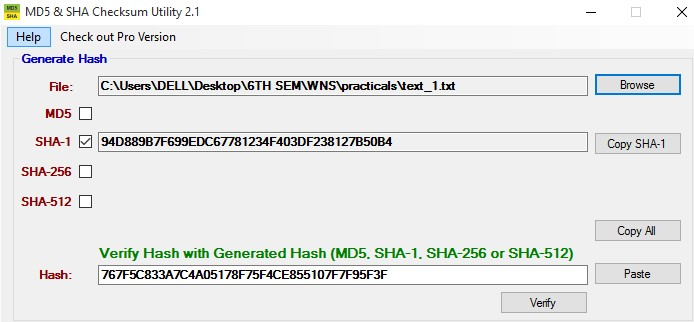 MD5 SHA MD5 & SHA Checksum Utility 2.1
Help Check out Pro Version
Generate Hash
File: C:\Users\DELL\Desktop\6TH SEM\WNS\practicals\text_1.txt Browse
MD5
SHA-1 94D889B7F699EDC67781234F403DF238127B50B4 Copy SHA-1
SHA-256
SHA-512
Copy All
Verify Hash with Generated Hash (MD5, SHA-1, SHA-256 or SHA-512)
Hash: 767F5C833A7C4A05178F75F4CE855107F7F95F3F Paste
Verify